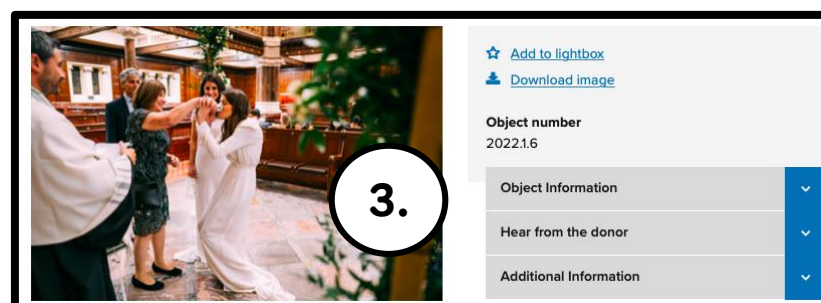 Add to lightbox
Download image
Object number
2022.1.6
3.
Object Information
Hear from the donor
Additional Information